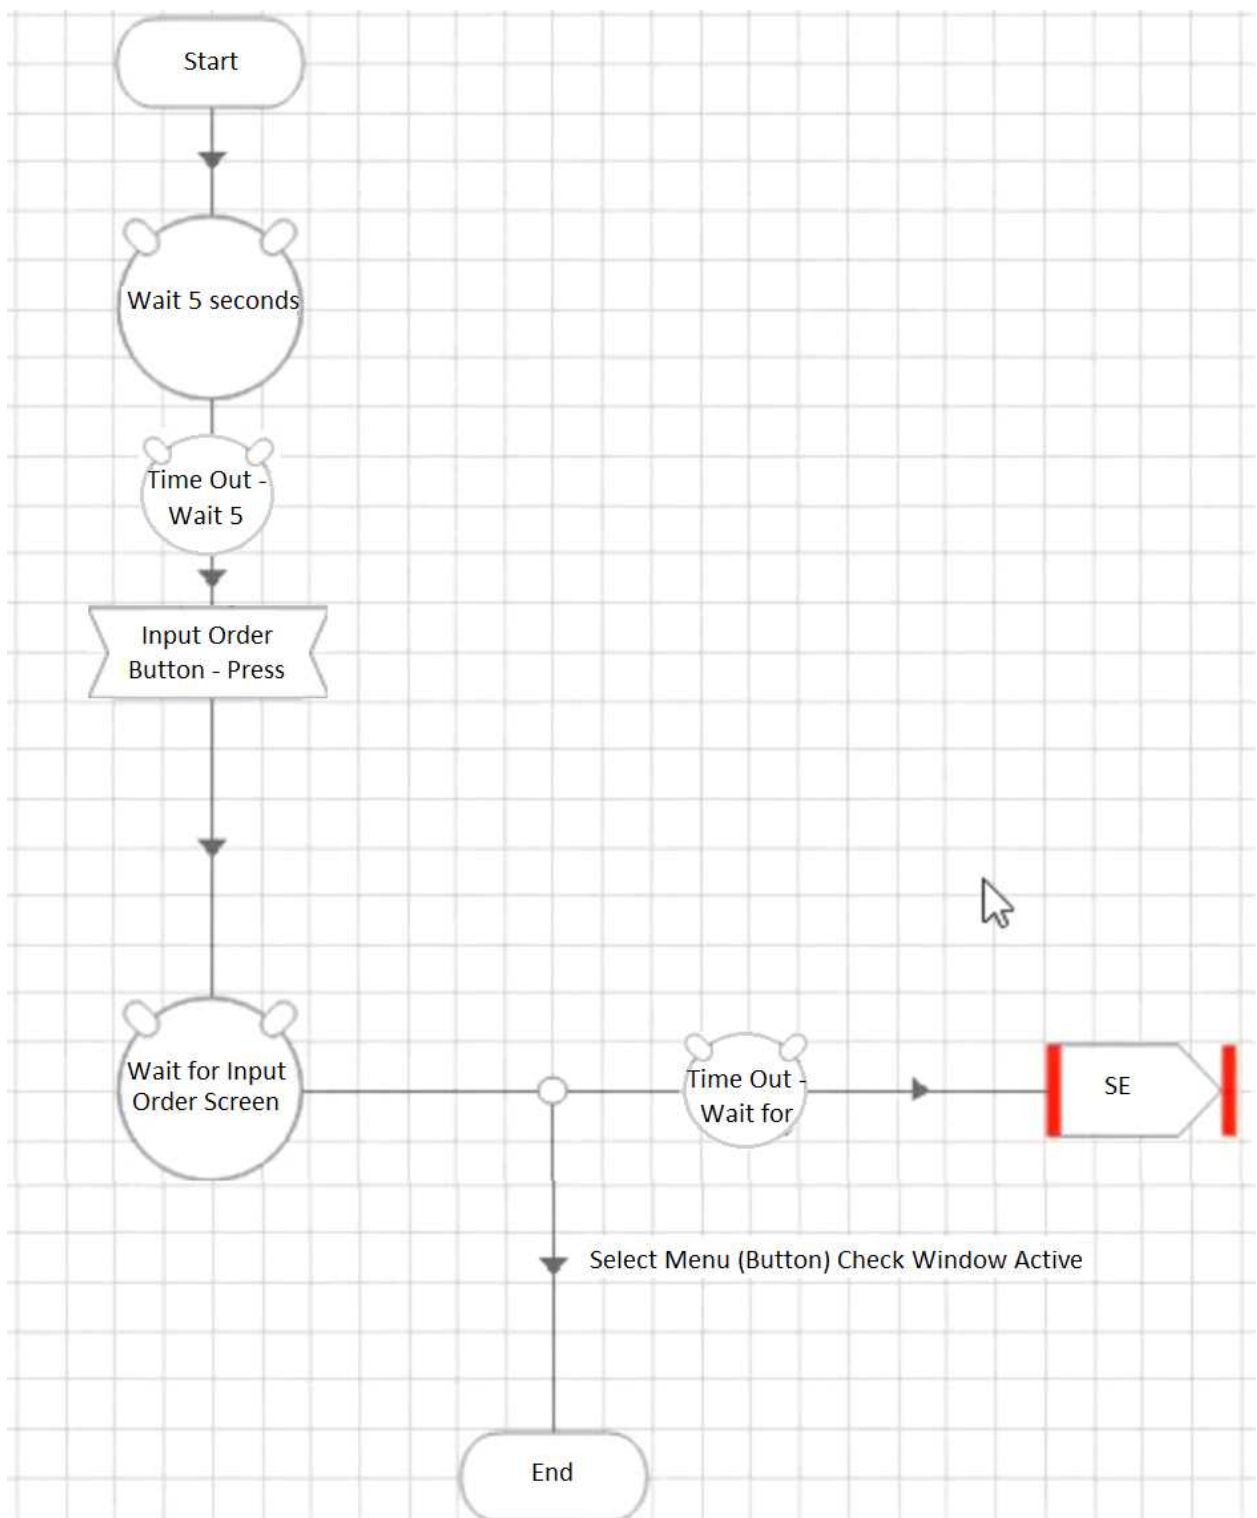 Start
Wait 5 seconds
Time Out -
Wait 5
Input Order
Button - Press
Wait for Input
Order Screen
Time Out -
Wait for
SE
Select Menu (Button) Check Window Active
End